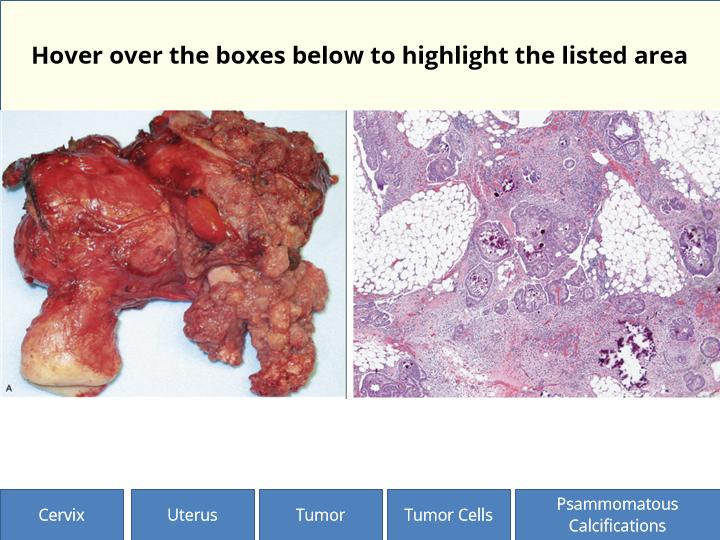 Hover over the boxes below to highlight the listed area
A
Cervix
Uterus
Tumor
Tumor Cells
Psammomatous
Calcifications